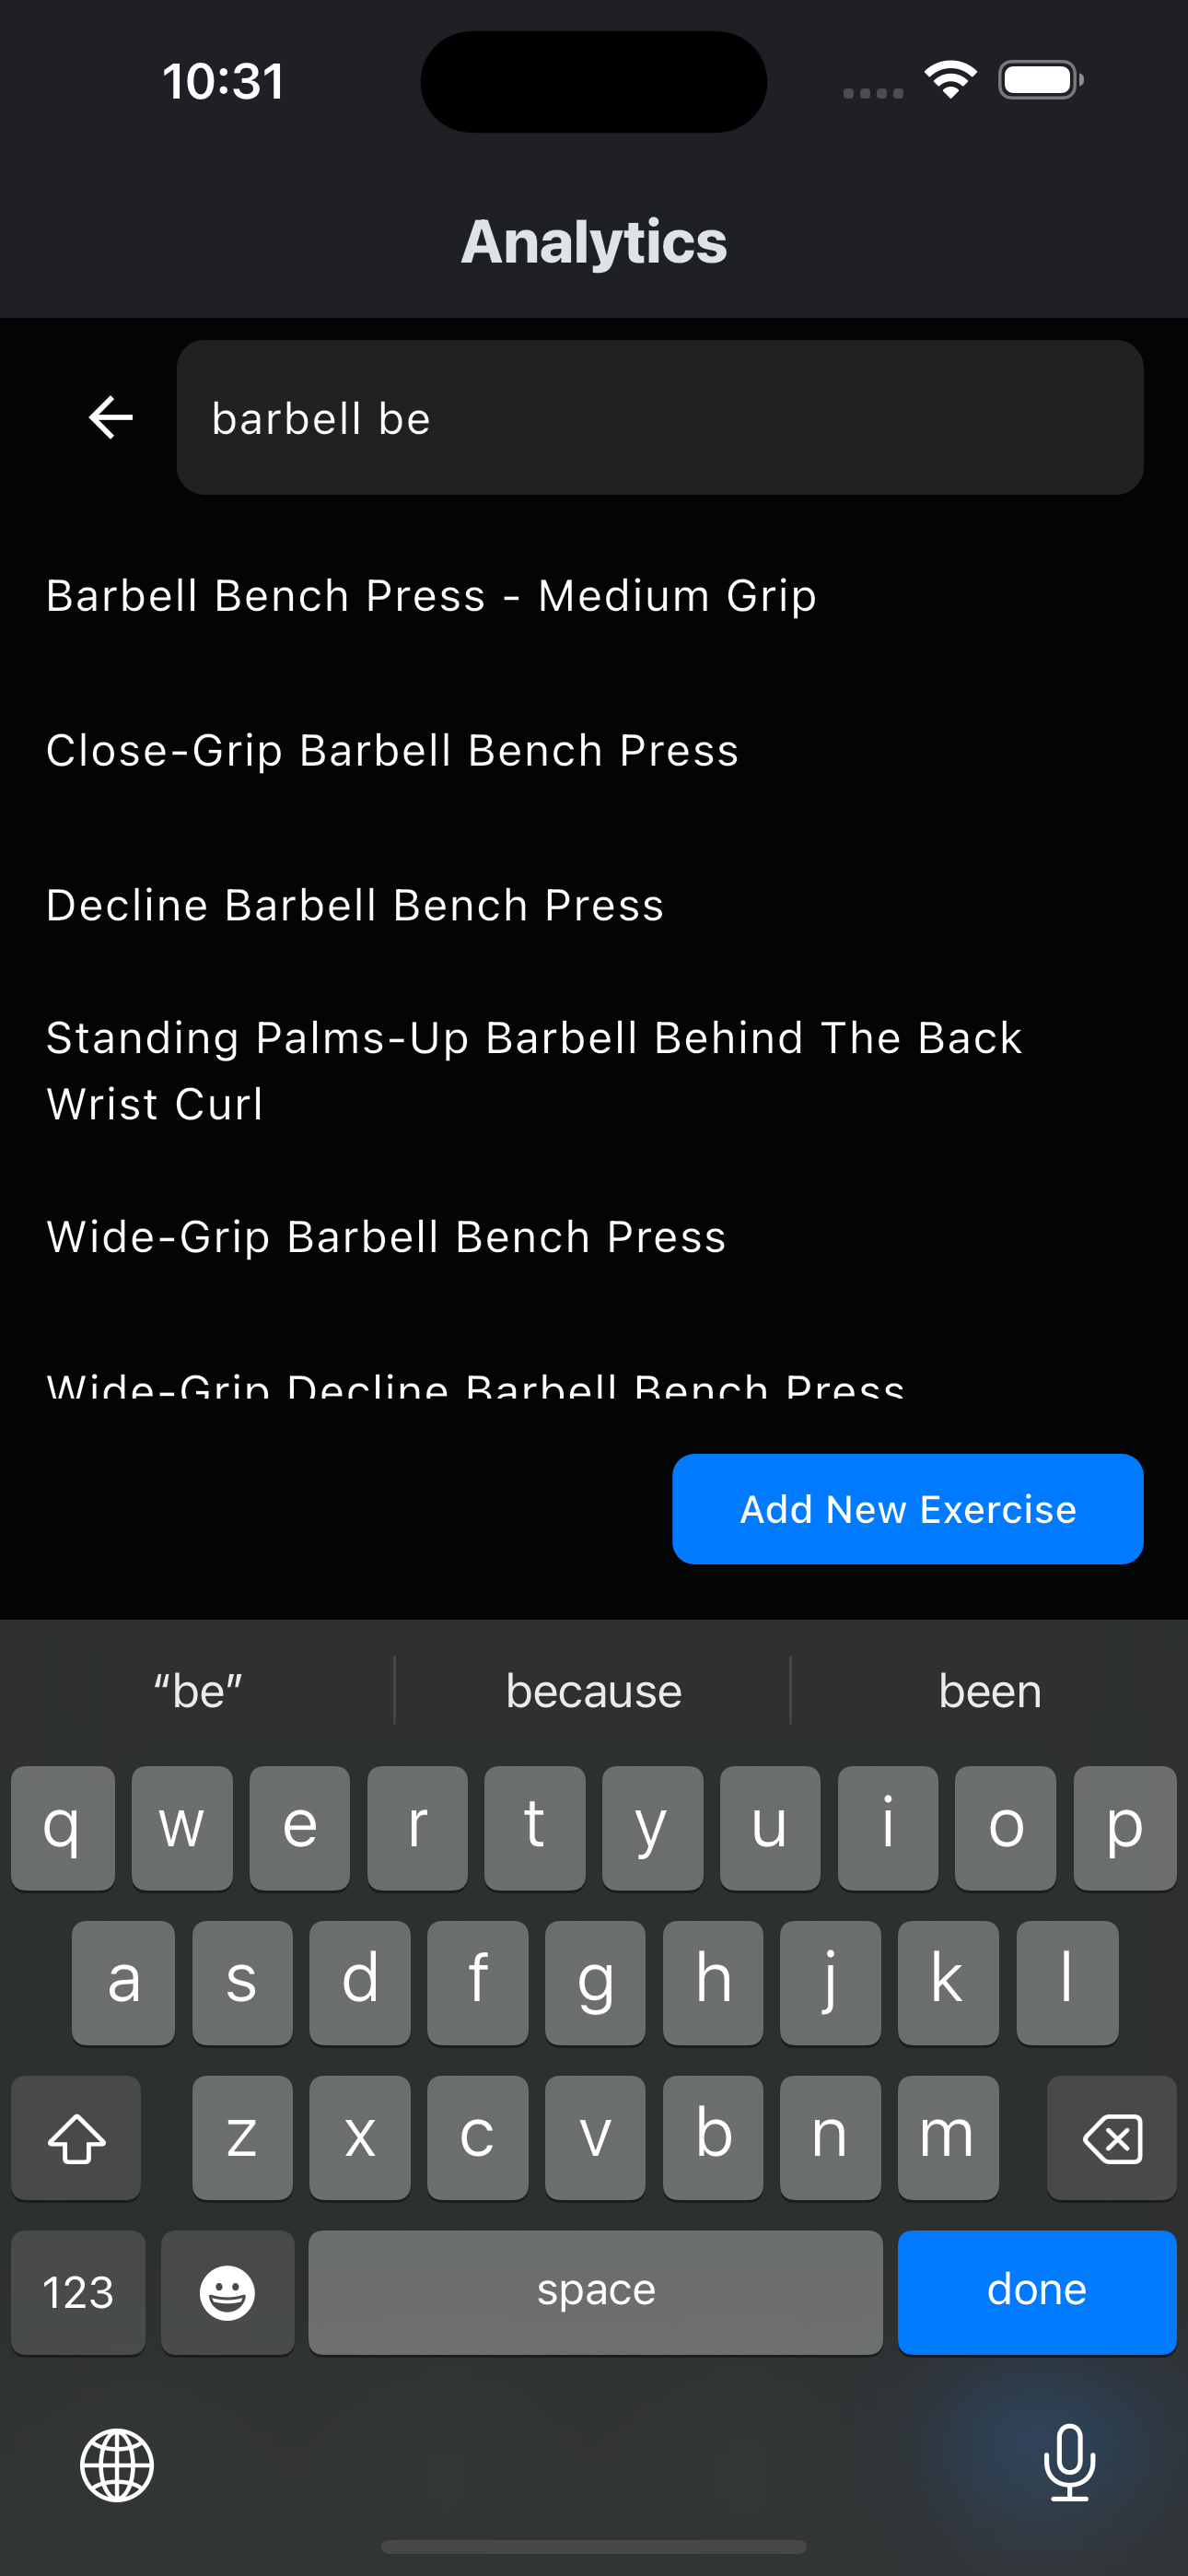 10:31
Analytics
barbell be
Barbell Bench Press - Medium Grip
Close-Grip Barbell Bench Press
Decline Barbell Bench Press
Standing Palms-Up Barbell Behind The Back
Wrist Curl
Wide-Grip Barbell Bench Press
Wide-Grip Decline Barbell Bench Press
Add New Exercise
“be” because been
q w e r t y u i o p
a s d f g h j k l
z x c v b n m
123 space done